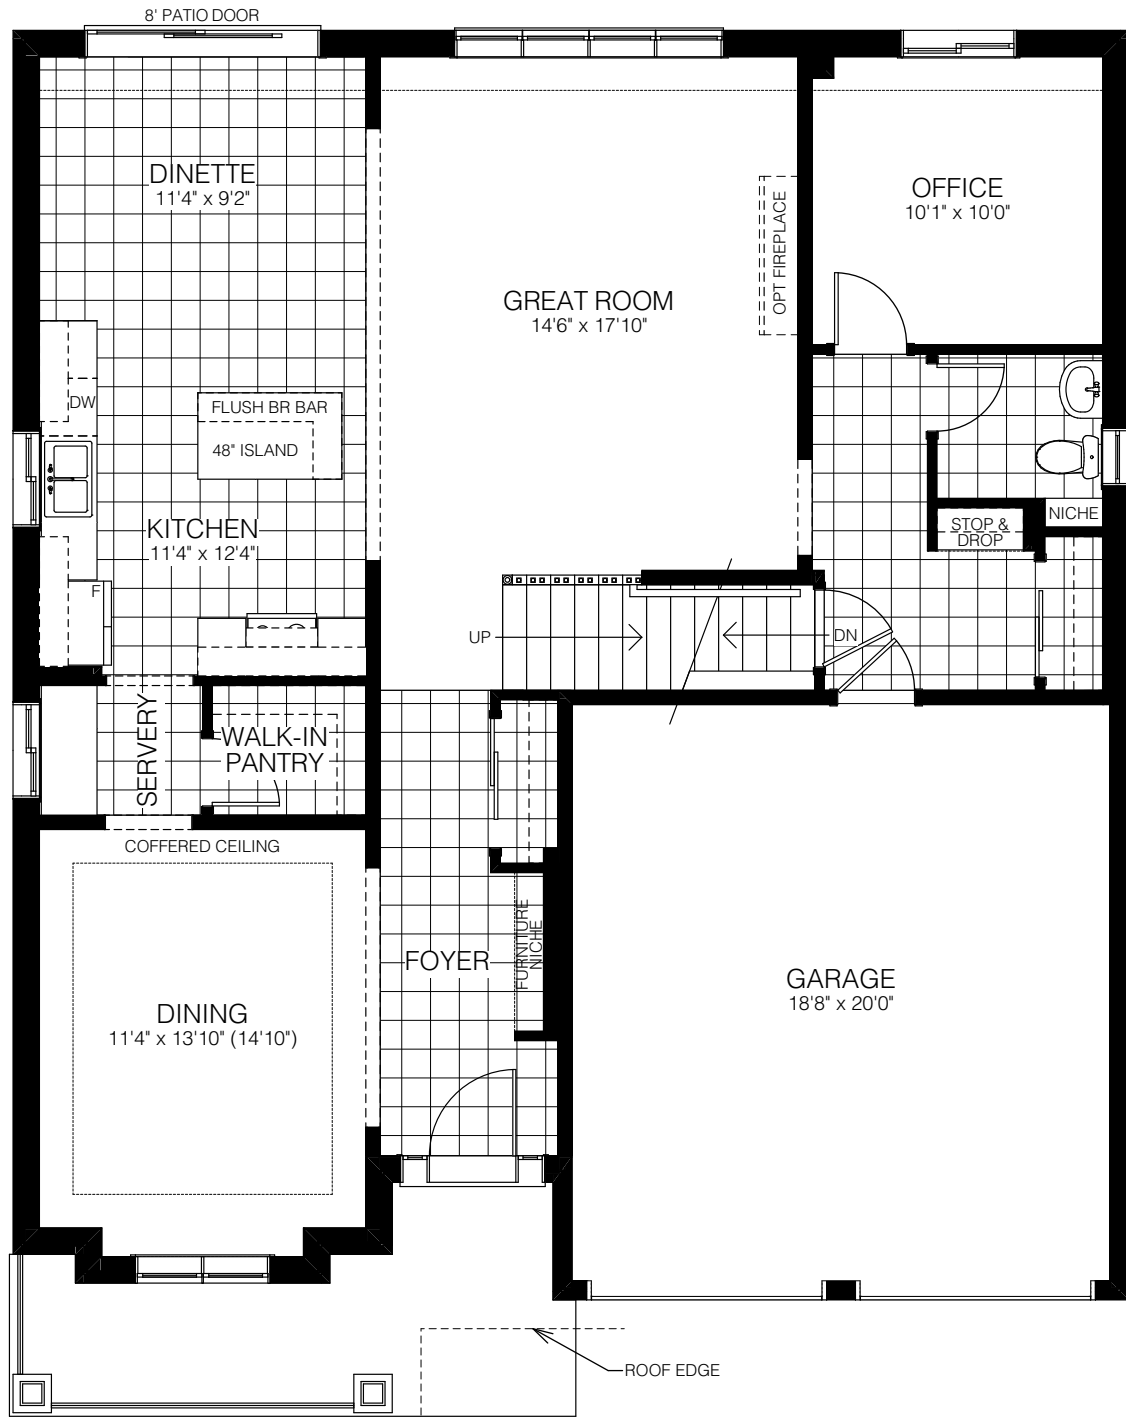 8' PATIO DOOR
DINETTE
11'4" x 9'2"
OFFICE
10'1" x 10'0"
OPT FIREPLACE
GREAT ROOM
14'6" x 17'10"
DW
FLUSH BR BAR
48" ISLAND
KITCHEN
11'4" x 12'4"
NICHE
STOP &
DROP
F
UP
DN
SERVERY
WALK-IN
PANTRY
COFFERED CEILING
FOYER
FURNITURE
NICHE
GARAGE
18'8" x 20'0"
DINING
11'4" x 13'10" (14'10")
ROOF EDGE